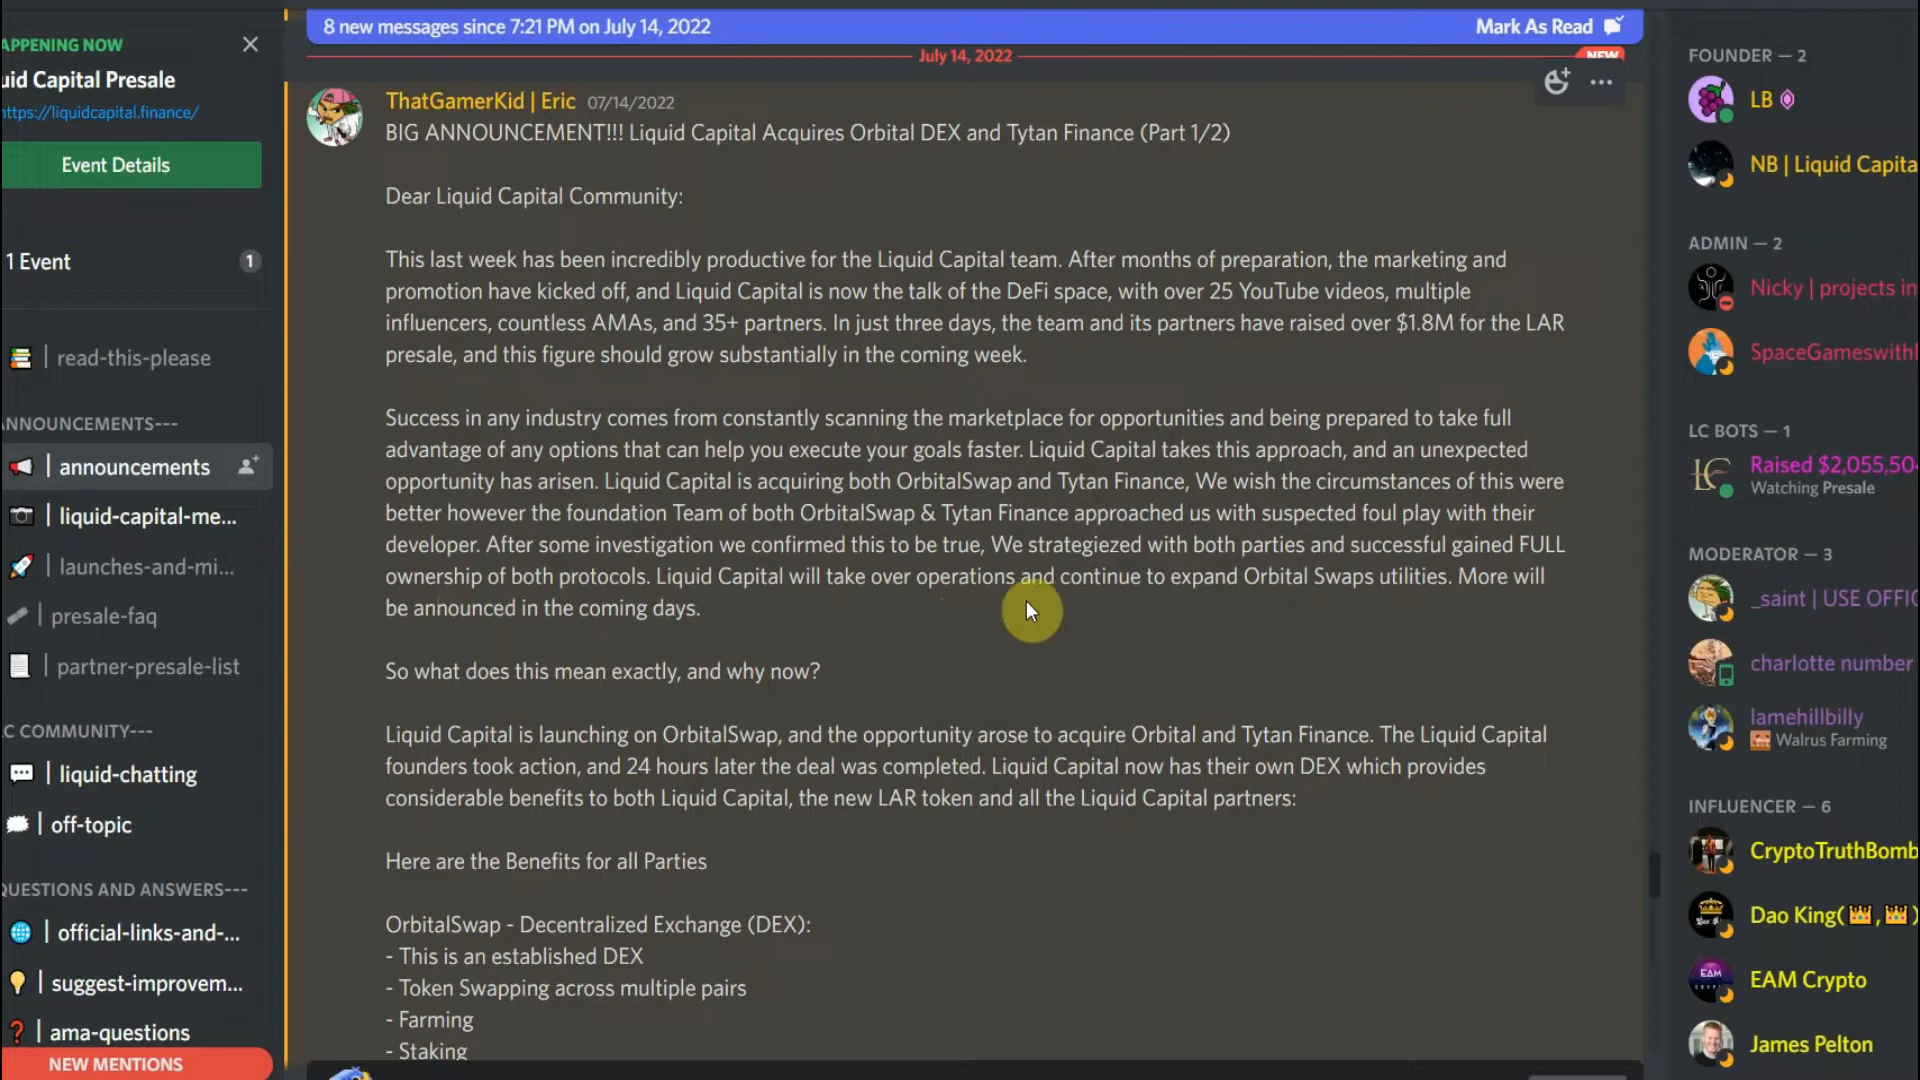 APPENING NOW
uid Capital Presale
https://liquidcapital.finance/
Event Details
1 Event
1
read-this-please
NNOUNCEMENTS---
announcements
liquid-capital-me...
launches-and-mi...
presale-faq
partner-presale-list
C COMMUNITY---
liquid-chatting
off-topic
QUESTIONS AND ANSWERS---
official-links-and-...
suggest-improvem...
ama-questions
NEW MENTIONS
8 new messages since 7:21 PM on July 14, 2022
Mark As Read
July 14, 2022
NEW
ThatGamerKid | Eric 07/14/2022
BIG ANNOUNCEMENT!!! Liquid Capital Acquires Orbital DEX and Tytan Finance (Part 1/2)
Dear Liquid Capital Community:
This last week has been incredibly productive for the Liquid Capital team. After months of preparation, the marketing and
promotion have kicked off, and Liquid Capital is now the talk of the DeFi space, with over 25 YouTube videos, multiple
influencers, countless AMAs, and 35+ partners. In just three days, the team and its partners have raised over $1.8M for the LAR
presale, and this figure should grow substantially in the coming week.
Success in any industry comes from constantly scanning the marketplace for opportunities and being prepared to take full
advantage of any options that can help you execute your goals faster. Liquid Capital takes this approach, and an unexpected
opportunity has arisen. Liquid Capital is acquiring both OrbitalSwap and Tytan Finance, We wish the circumstances of this were
better however the foundation Team of both OrbitalSwap & Tytan Finance approached us with suspected foul play with their
developer. After some investigation we confirmed this to be true, We strategiezed with both parties and successful gained FULL
ownership of both protocols. Liquid Capital will take over operations and continue to expand Orbital Swaps utilities. More will
be announced in the coming days.
So what does this mean exactly, and why now?
Liquid Capital is launching on OrbitalSwap, and the opportunity arose to acquire Orbital and Tytan Finance. The Liquid Capital
founders took action, and 24 hours later the deal was completed. Liquid Capital now has their own DEX which provides
considerable benefits to both Liquid Capital, the new LAR token and all the Liquid Capital partners:
Here are the Benefits for all Parties
OrbitalSwap - Decentralized Exchange (DEX):
- This is an established DEX
- Token Swapping across multiple pairs
- Farming
- Staking
FOUNDER — 2
LB
NB | Liquid Capita
ADMIN — 2
Nicky | projects in
SpaceGameswithl
LC BOTS — 1
LC
Raised $2,055,50
Watching Presale
MODERATOR — 3
_saint | USE OFFIC
charlotte number
lamehillbilly
Walrus Farming
INFLUENCER — 6
CryptoTruthBomb
Dao King(👑,👑)
EAM
EAM Crypto
James Pelton